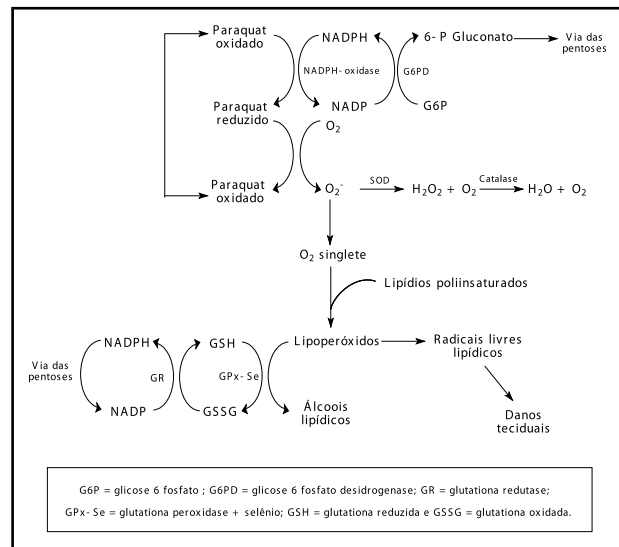 Paraquat
oxidado
NADPH
6- P Gluconato
Via das
pentoses
NADPH- oxidase
G6PD
Paraquat
reduzido
NADP
G6P
O₂
Paraquat
oxidado
O₂⁻
SOD
H₂O₂ + O₂
Catalase
H₂O + O₂
O₂ singlete
Lipídios poliinsaturados
NADPH
GSH
Lipoperóxidos
Radicais livres
lipídicos
Via das
pentoses
GR
GPx- Se
NADP
GSSG
Álcoois
lipídicos
Danos
teciduais
G6P = glicose 6 fosfato ; G6PD = glicose 6 fosfato desidrogenase; GR = glutationa redutase;
GPx- Se = glutationa peroxidase + selênio; GSH = glutationa reduzida e GSSG = glutationa oxidada.